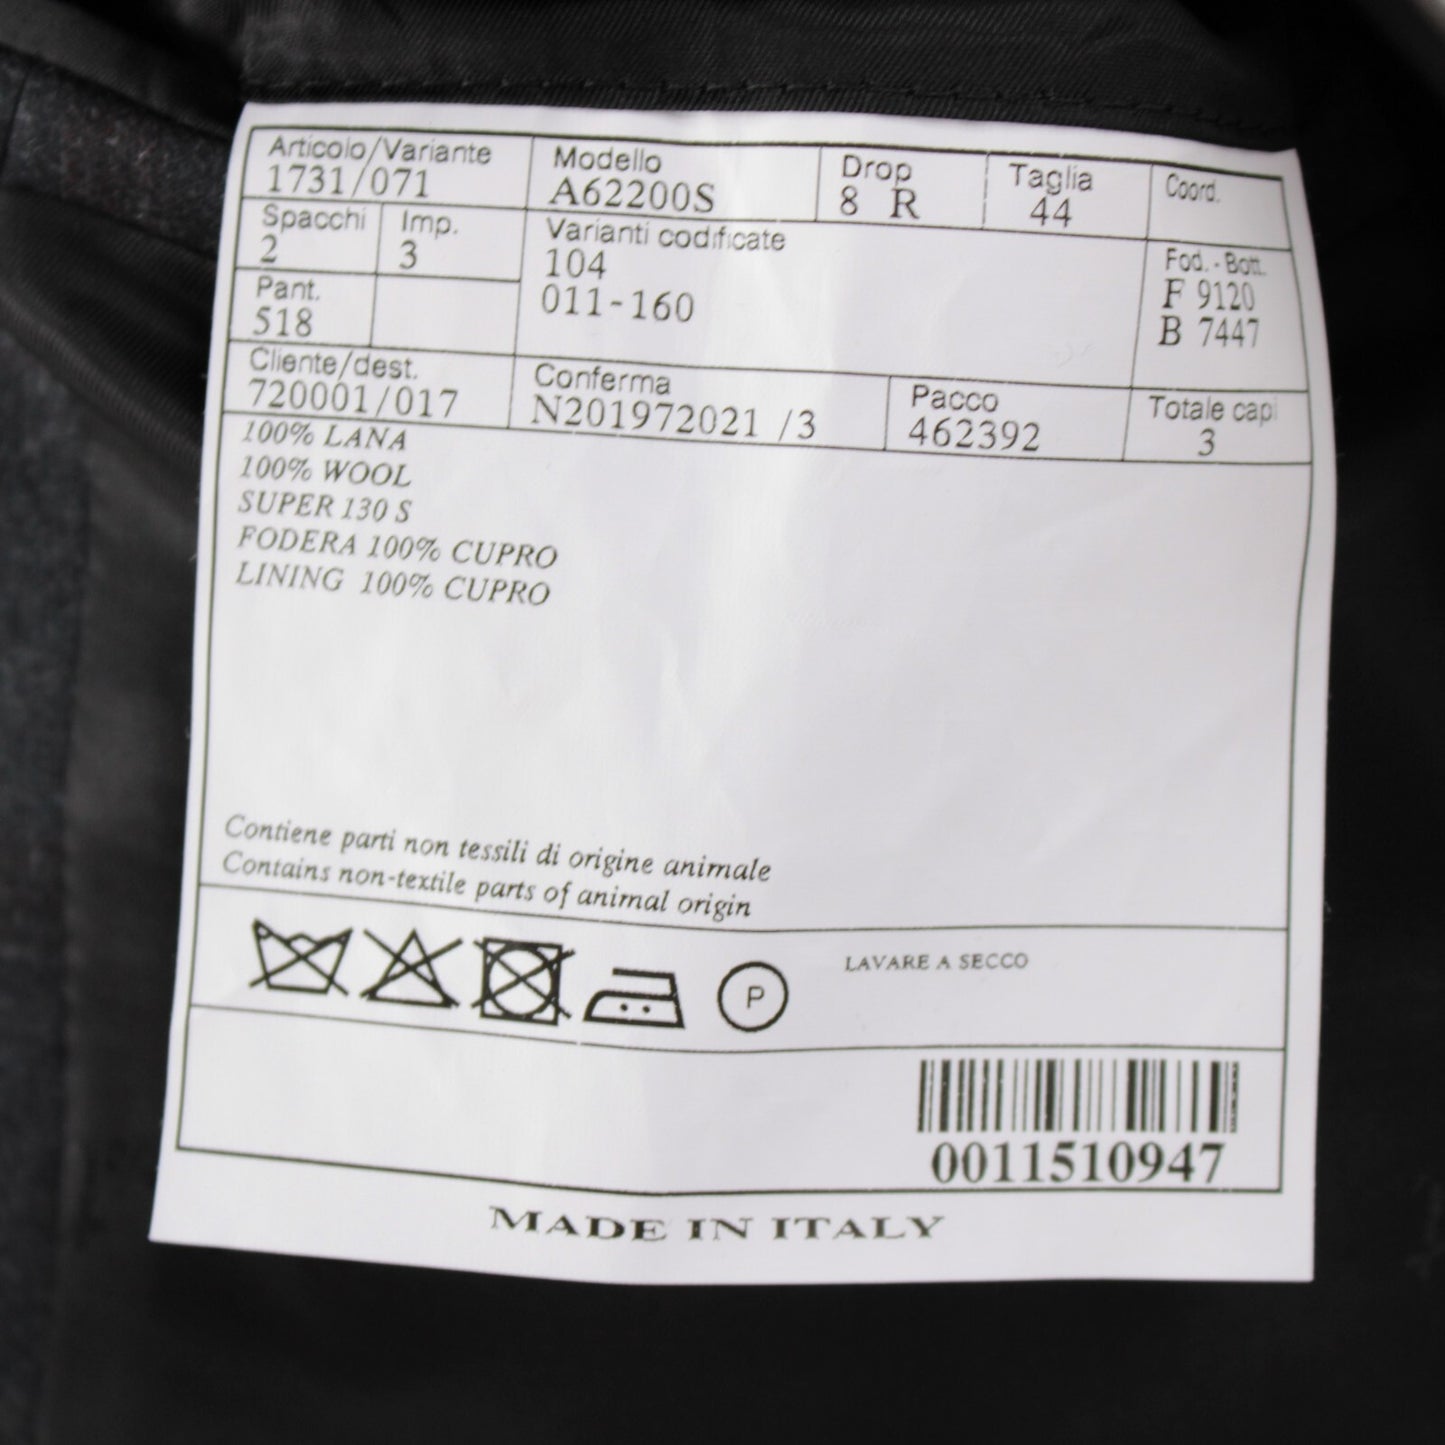 Articolo/Variante Modello Drop Taglia Coord.
1731/071 A62200S 8 R 44
Spacchi Imp. Varianti codificate Fod. - Bott.
2 3 104 F 9120
Pant. 011-160 B 7447
518
Cliente/dest. Conferma Pacco Totale capi
720001/017 N201972021 /3 462392 3
100% LANA
100% WOOL
SUPER 130 S
FODERA 100% CUPRO
LINING 100% CUPRO
Contiene parti non tessili di origine animale
Contains non-textile parts of animal origin
P LAVARE A SECCO
0011510947
MADE IN ITALY